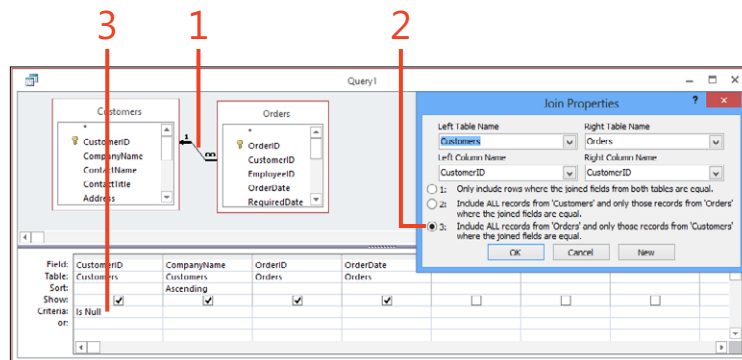 3 1 2
Query1
Join Properties
? ×
Customers
*
CustomerID
CompanyName
ContactName
ContactTitle
Address
1
∞
Orders
*
OrderID
CustomerID
EmployeeID
OrderDate
RequiredDate
Left Table Name Right Table Name
Customers Orders
Left Column Name Right Column Name
CustomerID CustomerID
1: Only include rows where the joined fields from both tables are equal.
2: Include ALL records from 'Customers' and only those records from 'Orders'
where the joined fields are equal.
3: Include ALL records from 'Orders' and only those records from 'Customers'
where the joined fields are equal.
OK Cancel New
Field: CustomerID CompanyName OrderID OrderDate
Table: Customers Customers Orders Orders
Sort: Ascending
Show:
Criteria: Is Null
or: